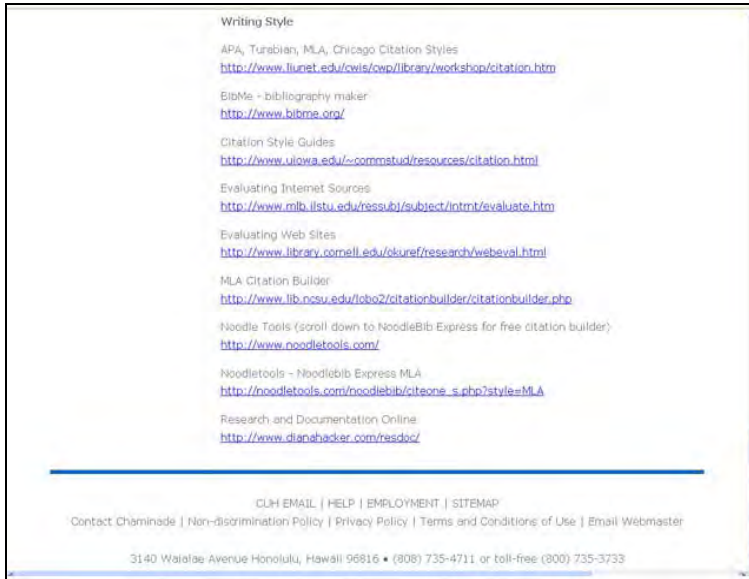 Writing Style
APA, Turabian, MLA, Chicago Citation Styles
http://www.liunet.edu/cwis/cwp/library/workshop/citation.htm
BibMe - bibliography maker
http://www.bibme.org/
Citation Style Guides
http://www.uiowa.edu/~commstud/resources/citation.html
Evaluating Internet Sources
http://www.mlb.ilstu.edu/ressubj/subject/intrnt/evaluate.htm
Evaluating Web Sites
http://www.library.cornell.edu/okuref/research/webeval.html
MLA Citation Builder
http://www.lib.ncsu.edu/lobo2/citationbuilder/citationbuilder.php
Noodle Tools (scroll down to NoodleBib Express for free citation builder)
http://www.noodletools.com/
Noodletools - Noodlebib Express MLA
http://noodletools.com/noodlebib/citeone_s.php?style=MLA
Research and Documentation Online
http://www.dianahacker.com/resdoc/
CUH EMAIL | HELP | EMPLOYMENT | SITEMAP
Contact Chaminade | Non-discrimination Policy | Privacy Policy | Terms and Conditions of Use | Email Webmaster
3140 Waialae Avenue Honolulu, Hawaii 96816 • (808) 735-4711 or toll-free (800) 735-3733